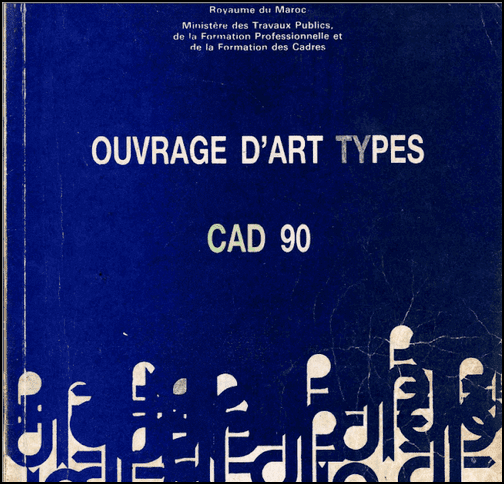 Royaume du Maroc
Ministère des Travaux Publics,
de la Formation Professionnelle et
de la Formation des Cadres
OUVRAGE D'ART TYPES
CAD 90